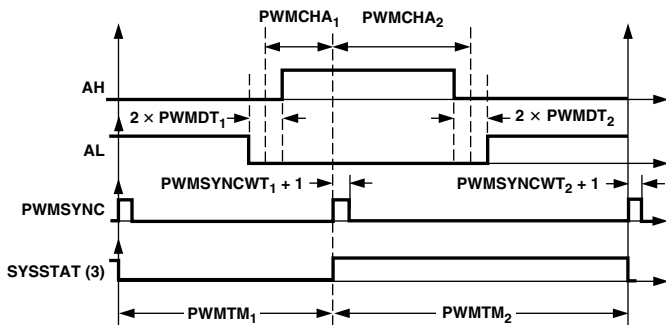 PWMCHA₁ PWMCHA₂
AH
2 × PWMDT₁ 2 × PWMDT₂
AL
PWMSYNCWT₁ + 1 PWMSYNCWT₂ + 1
PWMSYNC
SYSSTAT (3)
PWMTM₁ PWMTM₂